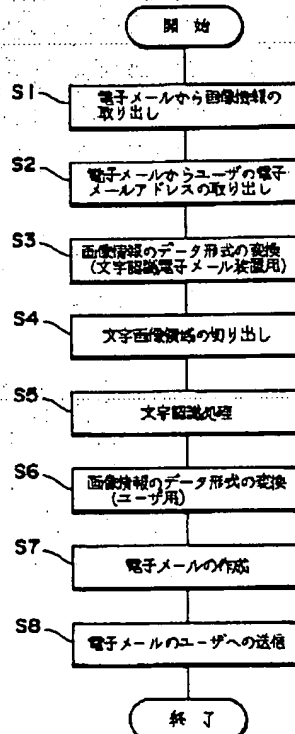 開 始
S1
電子メールから画像情報の
取り出し
S2
電子メールからユーザの電子
メールアドレスの取り出し
S3
画像情報のデータ形式の変換
(文字認識電子メール装置用)
S4
文字画像領域の切り出し
S5
文字認識処理
S6
画像情報のデータ形式の変換
(ユーザ用)
S7
電子メールの作成
S8
電子メールのユーザへの送信
終 了